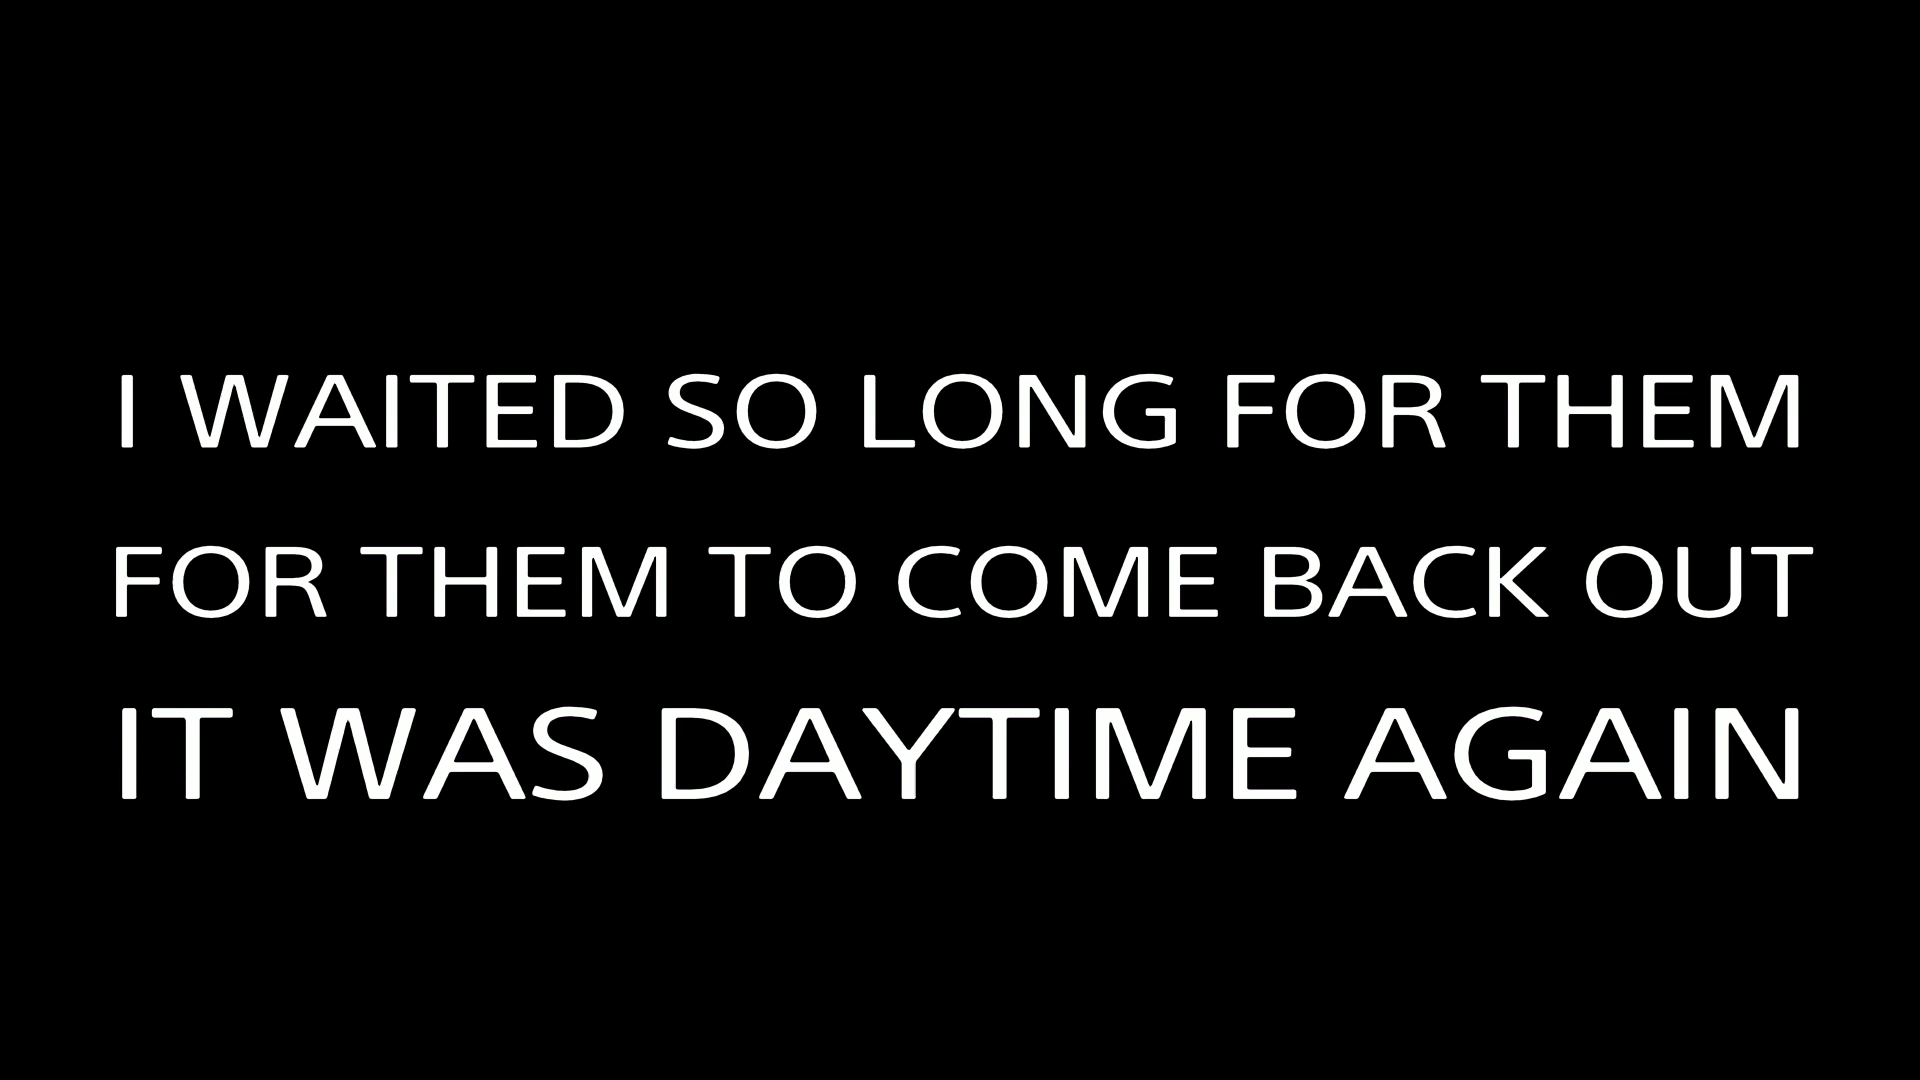 I WAITED SO LONG FOR THEM
FOR THEM TO COME BACK OUT
IT WAS DAYTIME AGAIN